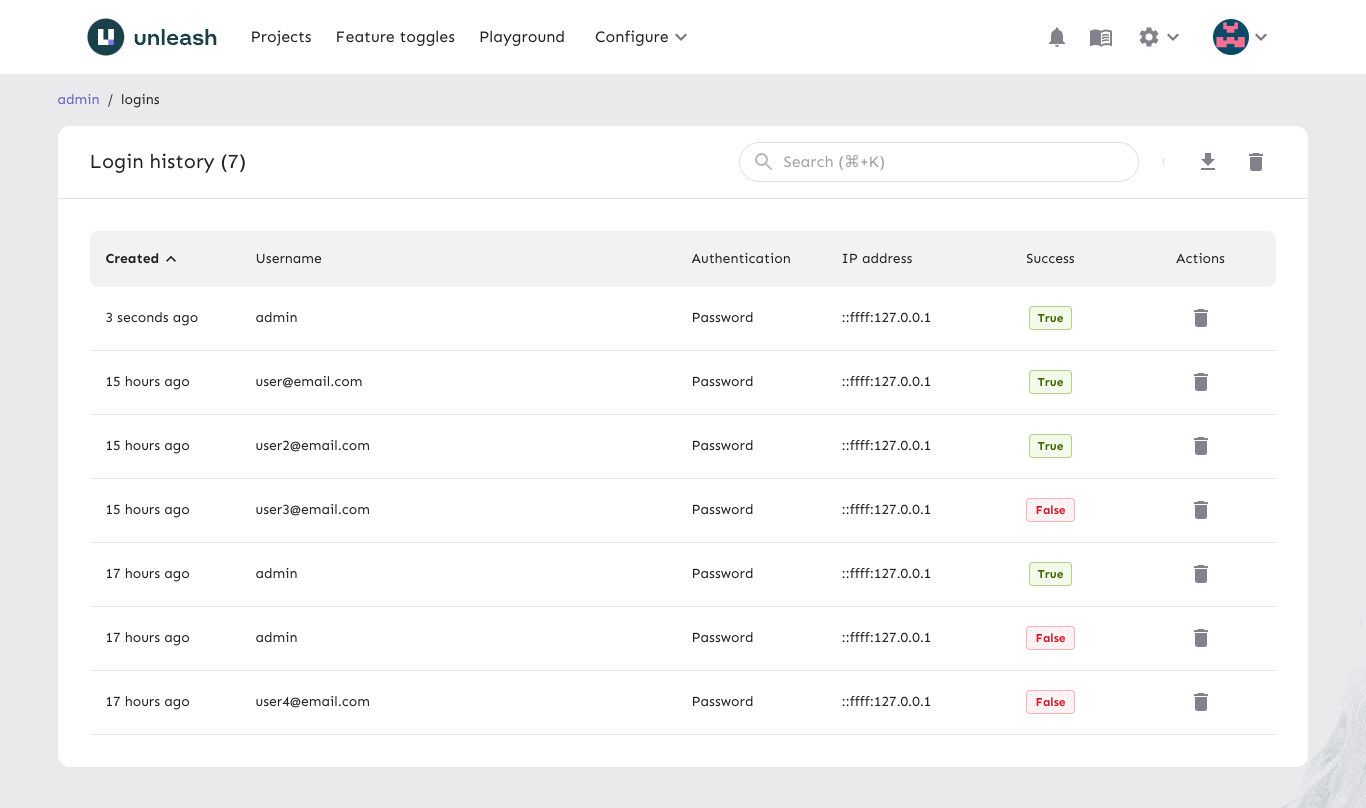 unleash Projects Feature toggles Playground Configure
admin / logins
Login history (7) Search (⌘+K)
Created Username Authentication IP address Success Actions
3 seconds ago admin Password ::ffff:127.0.0.1 True
15 hours ago user@email.com Password ::ffff:127.0.0.1 True
15 hours ago user2@email.com Password ::ffff:127.0.0.1 True
15 hours ago user3@email.com Password ::ffff:127.0.0.1 False
17 hours ago admin Password ::ffff:127.0.0.1 True
17 hours ago admin Password ::ffff:127.0.0.1 False
17 hours ago user4@email.com Password ::ffff:127.0.0.1 False